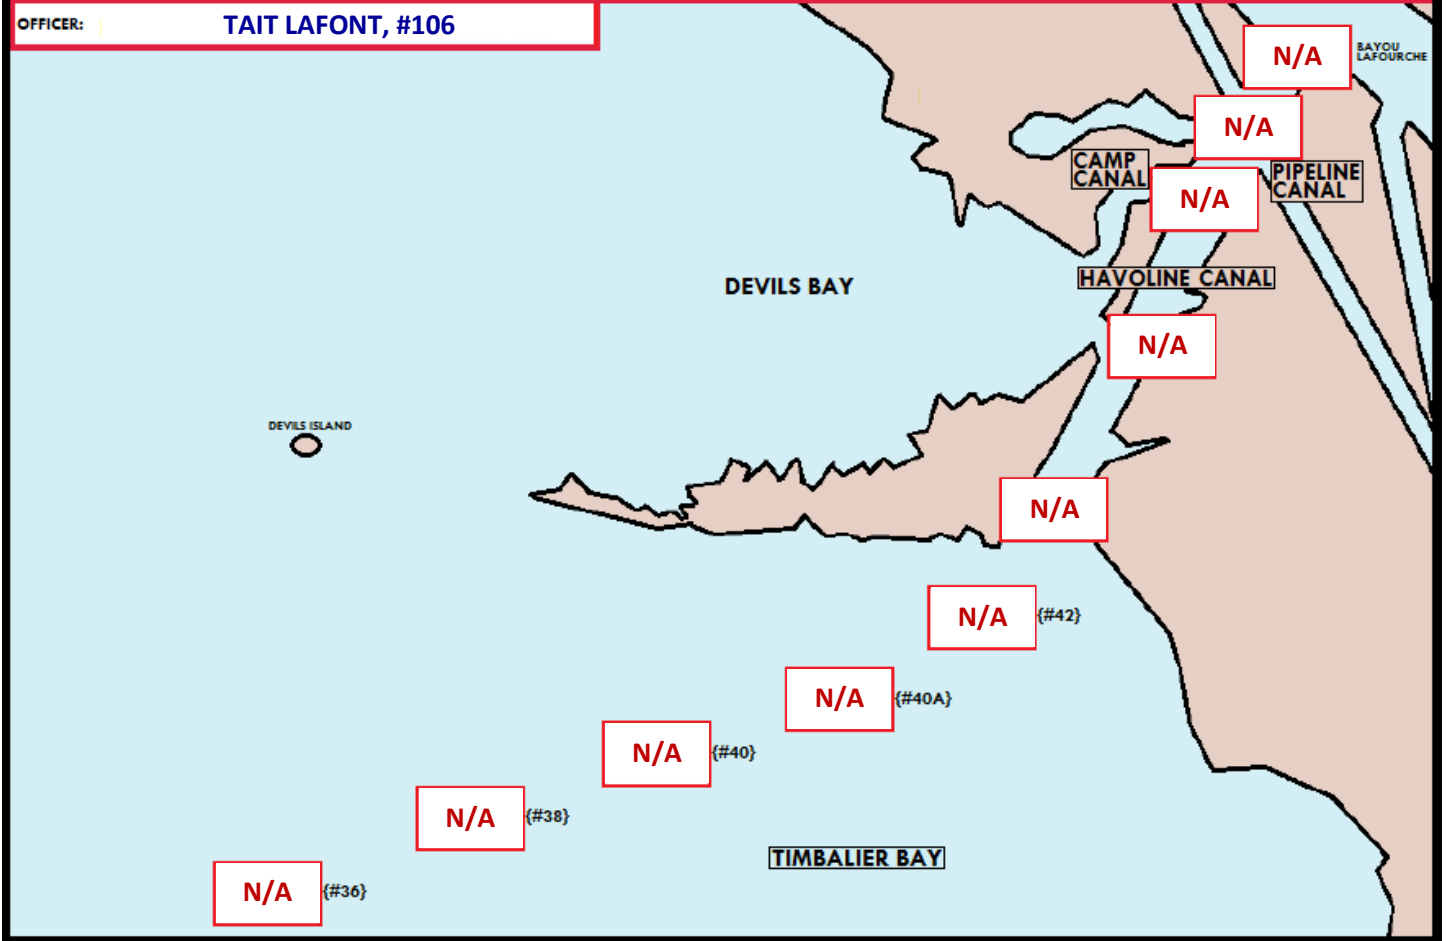 OFFICER: TAIT LAFONT, #106
N/A
BAYOU
LAFOURCHE
N/A
CAMP
CANAL
PIPELINE
CANAL
N/A
HAVOLINE CANAL
DEVILS BAY
N/A
DEVILS ISLAND
N/A
N/A {#42}
N/A {#40A}
N/A {#40}
N/A {#38}
TIMBALIER BAY
N/A {#36}